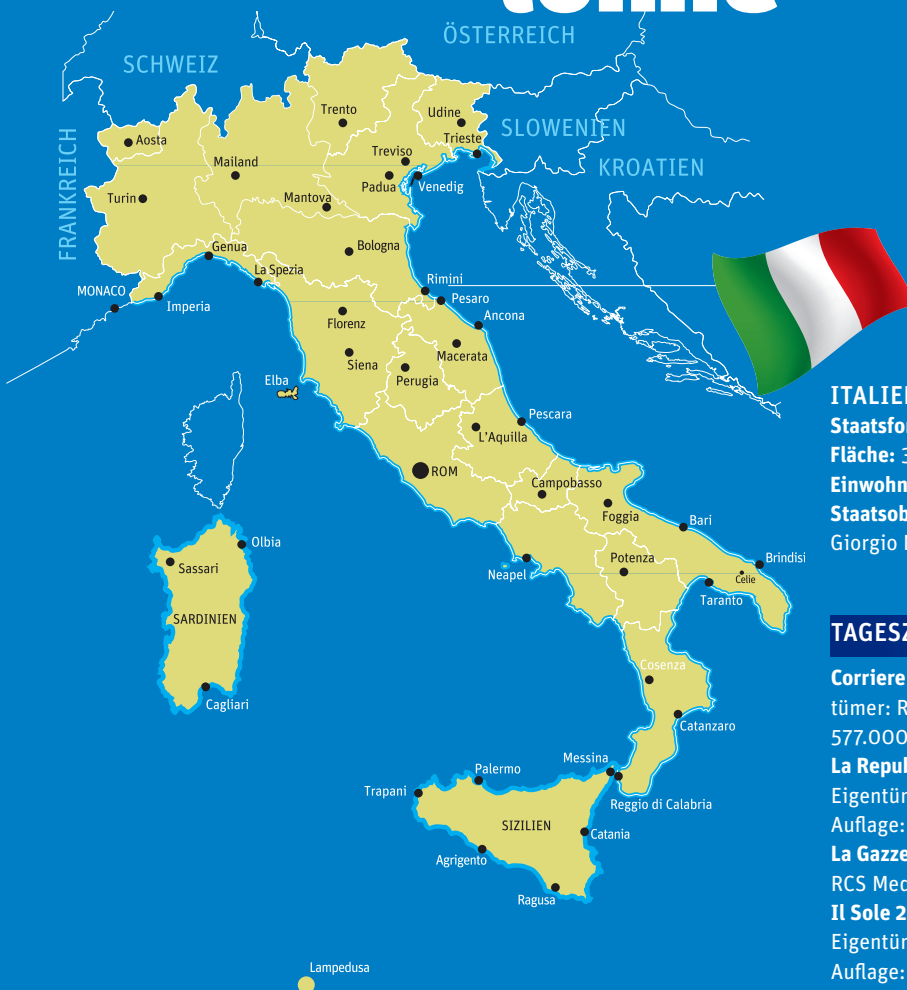 ÖSTERREICH
SCHWEIZ
FRANKREICH
SLOWENIEN
KROATIEN
Trento
Udine
Trieste
Aosta
Treviso
Mailand
Padua
Venedig
Turin
Mantova
Bologna
Genua
La Spezia
MONACO
Imperia
Rimini
Pesaro
Ancona
Florenz
Siena
Macerata
Perugia
Elba
Pescara
L'Aquilla
ROM
Campobasso
Foggia
Bari
Olbia
Sassari
Neapel
Potenza
Brindisi
Celie
Taranto
SARDINIEN
Cagliari
Cosenza
Catanzaro
Messina
Reggio di Calabria
Palermo
Trapani
SIZILIEN
Catania
Agrigento
Ragusa
Lampedusa
ITALIE
Staatsfo
Fläche: 3
Einwohn
Staatsob
Giorgio
TAGESZ
Corriere
tümer: R
577.000
La Repu
Eigentür
Auflage:
La Gazze
RCS Med
Il Sole 2
Eigentür
Auflage: